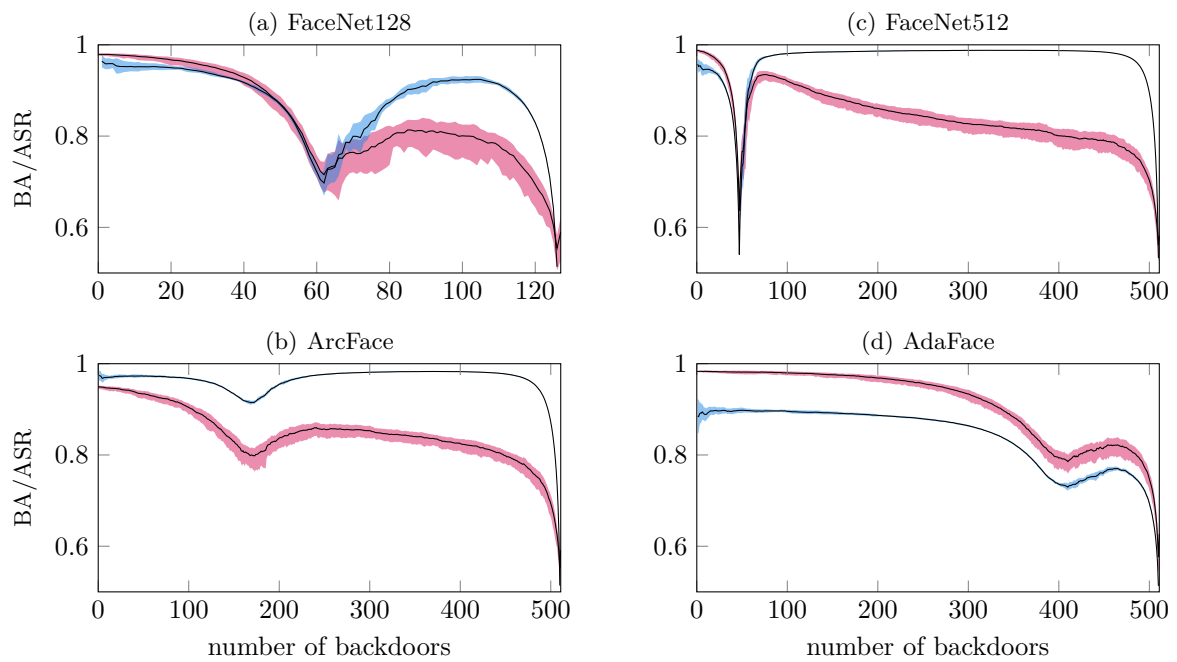 (a) FaceNet128
1
0.8
0.6
BA/ASR
0 20 40 60 80 100 120
(c) FaceNet512
1
0.8
0.6
0 100 200 300 400 500
(b) ArcFace
1
0.8
0.6
BA/ASR
0 100 200 300 400 500
number of backdoors
(d) AdaFace
1
0.8
0.6
0 100 200 300 400 500
number of backdoors